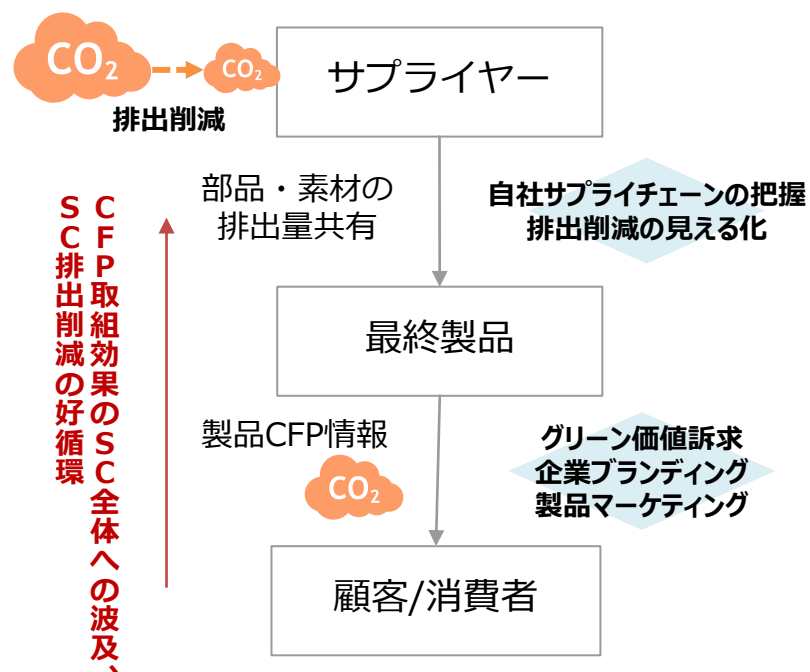 CO₂
CO₂
排出削減
サプライヤー
部品・素材の
排出量共有
自社サプライチェーンの把握
排出削減の見える化
最終製品
製品CFP情報
CO₂
グリーン価値訴求
企業ブランディング
製品マーケティング
顧客/消費者
CFP取組効果のSC全体への波及、
SC排出削減の好循環